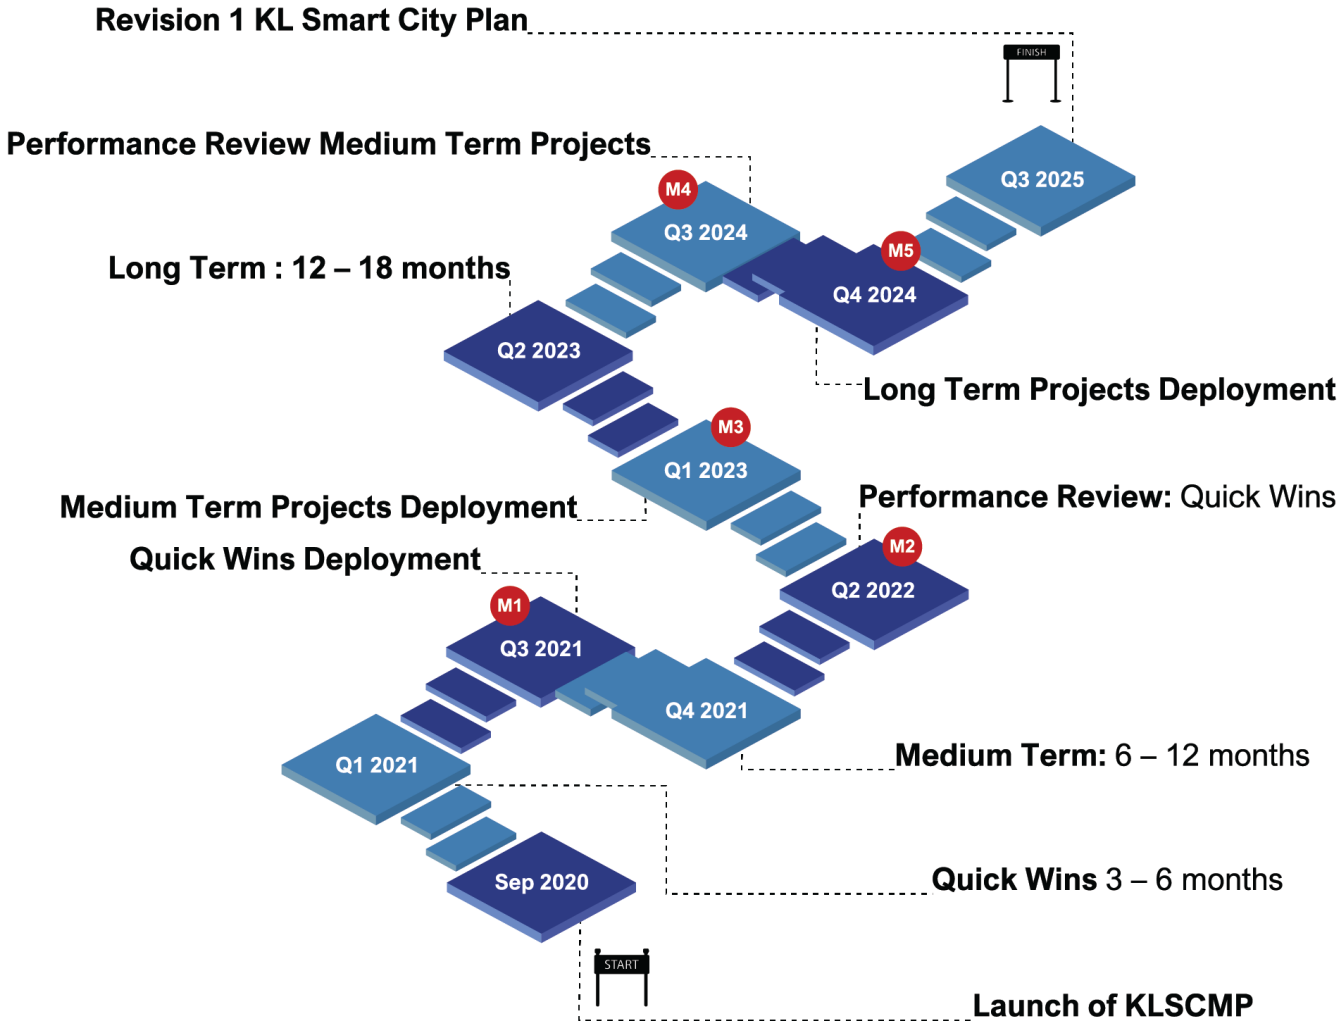 Revision 1 KL Smart City Plan
FINISH
Performance Review Medium Term Projects
Q3 2025
M4
Q3 2024
M5
Long Term : 12 – 18 months
Q4 2024
Q2 2023
Long Term Projects Deployment
M3
Q1 2023
Performance Review: Quick Wins
Medium Term Projects Deployment
M2
Quick Wins Deployment
Q2 2022
M1
Q3 2021
Q4 2021
Medium Term: 6 – 12 months
Q1 2021
Quick Wins 3 – 6 months
Sep 2020
START
Launch of KLSCMP